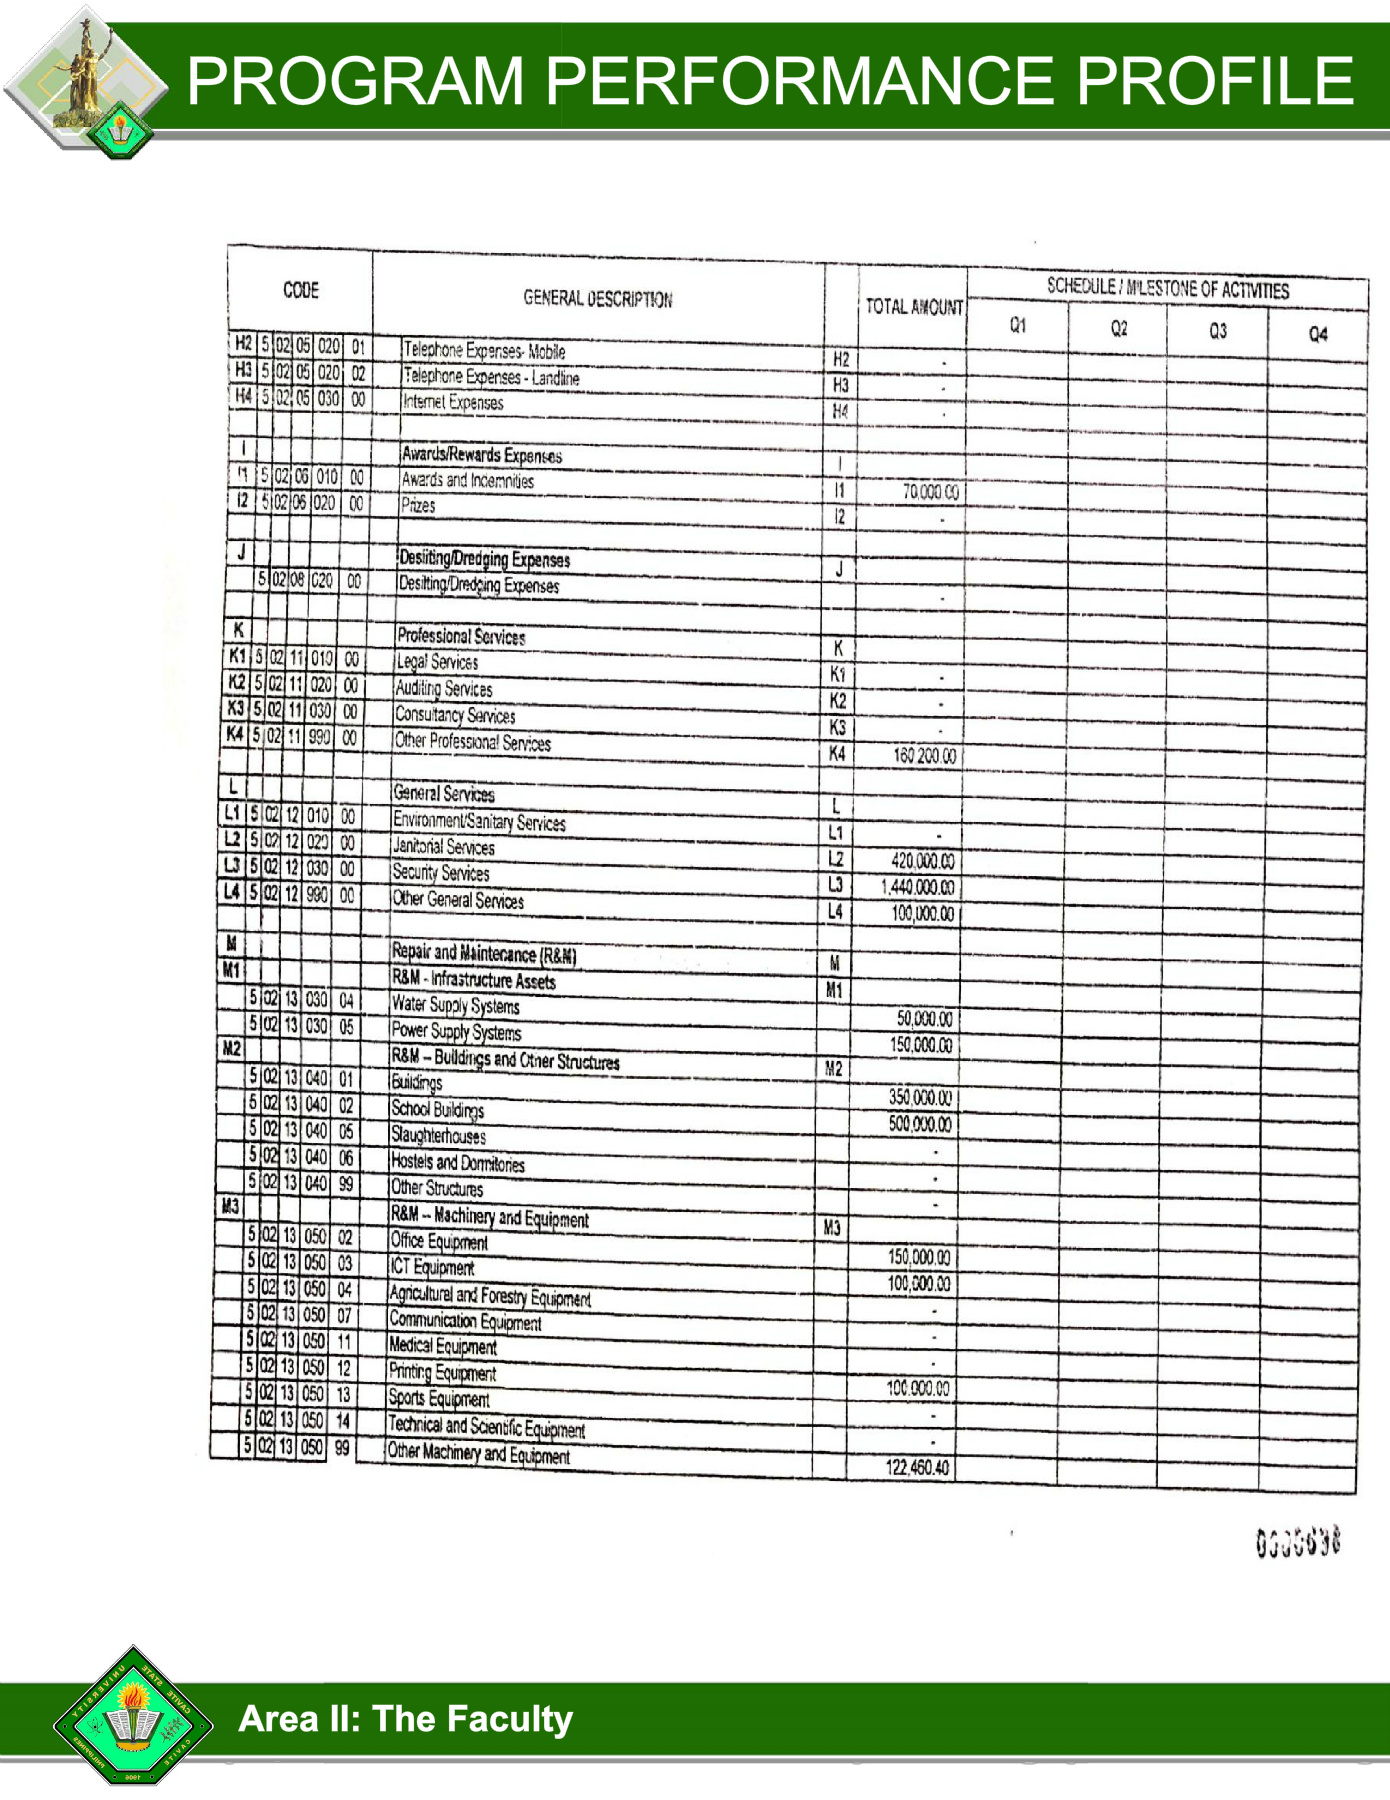 PROGRAM PERFORMANCE PROFILE
CODE GENERAL DESCRIPTION TOTAL AMOUNT SCHEDULE / MILESTONE OF ACTIVITIES
Q1 Q2 Q3 Q4
H2 5 02 05 020 01 Telephone Expenses- Mobile H2 -
H3 5 02 05 020 02 Telephone Expenses - Landline H3 -
H4 5 02 05 030 00 Internet Expenses H4 -
I Awards/Rewards Expenses I
I1 5 02 06 010 00 Awards and Indemnities I1 70,000.00
I2 5 02 06 020 00 Prizes I2 -
J Desilting/Dredging Expenses J
5 02 08 020 00 Desilting/Dredging Expenses -
K Professional Services K
K1 5 02 11 010 00 Legal Services K1 -
K2 5 02 11 020 00 Auditing Services K2 -
K3 5 02 11 030 00 Consultancy Services K3 -
K4 5 02 11 990 00 Other Professional Services K4 160,200.00
L General Services L
L1 5 02 12 010 00 Environment/Sanitary Services L1 -
L2 5 02 12 020 00 Janitorial Services L2 420,000.00
L3 5 02 12 030 00 Security Services L3 1,440,000.00
L4 5 02 12 990 00 Other General Services L4 100,000.00
M Repair and Maintenance (R&M) M
M1 R&M - Infrastructure Assets M1
5 02 13 030 04 Water Supply Systems 50,000.00
5 02 13 030 05 Power Supply Systems 150,000.00
M2 R&M – Buildings and Other Structures M2
5 02 13 040 01 Buildings 350,000.00
5 02 13 040 02 School Buildings 500,000.00
5 02 13 040 05 Slaughterhouses -
5 02 13 040 06 Hostels and Dormitories -
5 02 13 040 99 Other Structures -
M3 R&M – Machinery and Equipment M3
5 02 13 050 02 Office Equipment 150,000.00
5 02 13 050 03 ICT Equipment 100,000.00
5 02 13 050 04 Agricultural and Forestry Equipment -
5 02 13 050 07 Communication Equipment -
5 02 13 050 11 Medical Equipment -
5 02 13 050 12 Printing Equipment 100,000.00
5 02 13 050 13 Sports Equipment -
5 02 13 050 14 Technical and Scientific Equipment -
5 02 13 050 99 Other Machinery and Equipment 122,460.40
CAVITE STATE UNIVERSITY
CAVITE PHILIPPINES
1906
Area II: The Faculty